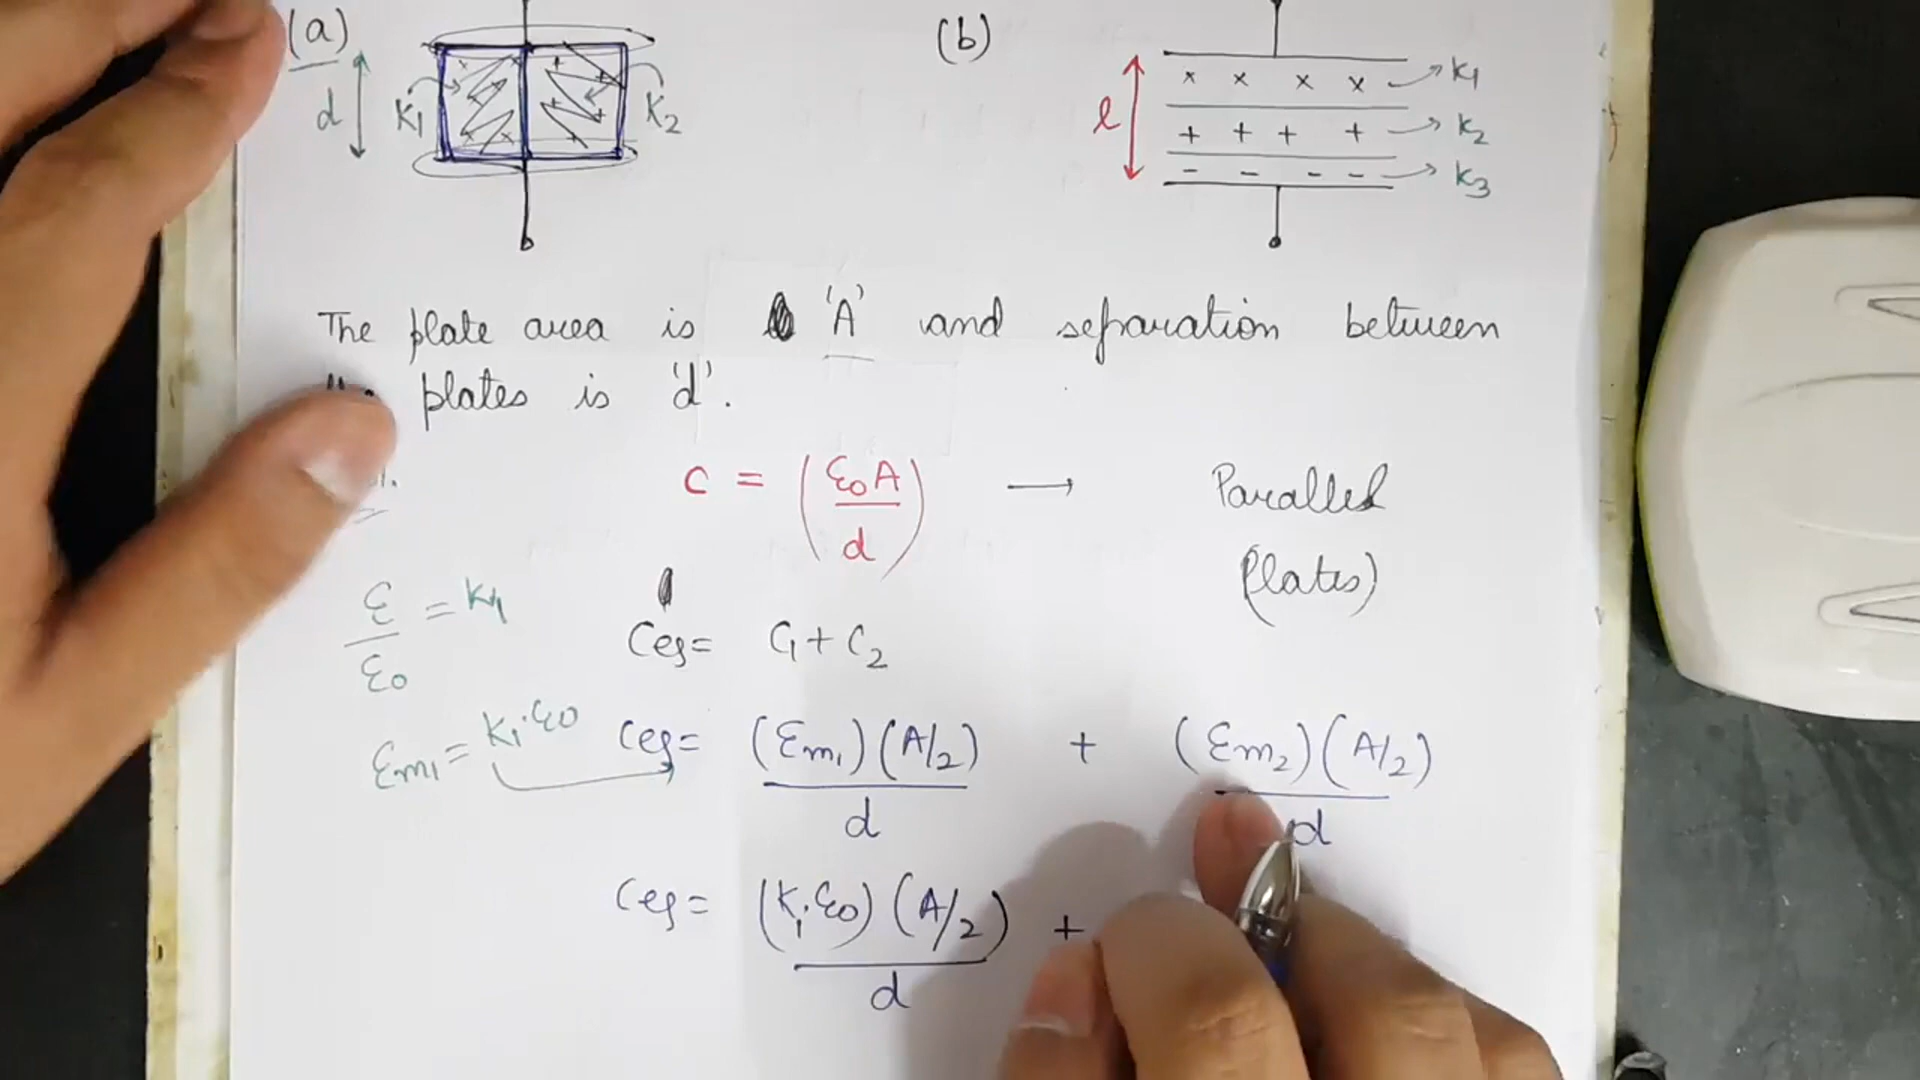 (a)
d
K₁
K₂
(b)
l
x x x x → K₁
+ + + + → K₂
- - - - → K₃
The plate area is 'A' and separation between
plates is 'd'.
C = (ε₀A / d) → Parallel
Plates)
ε / ε₀ = K₁
Ceq = C₁ + C₂
εm₁ = K₁·ε₀
Ceq = (εm₁)(A/2) / d + (εm₂)(A/2) / d
Ceq = (K₁·ε₀)(A/2) / d +